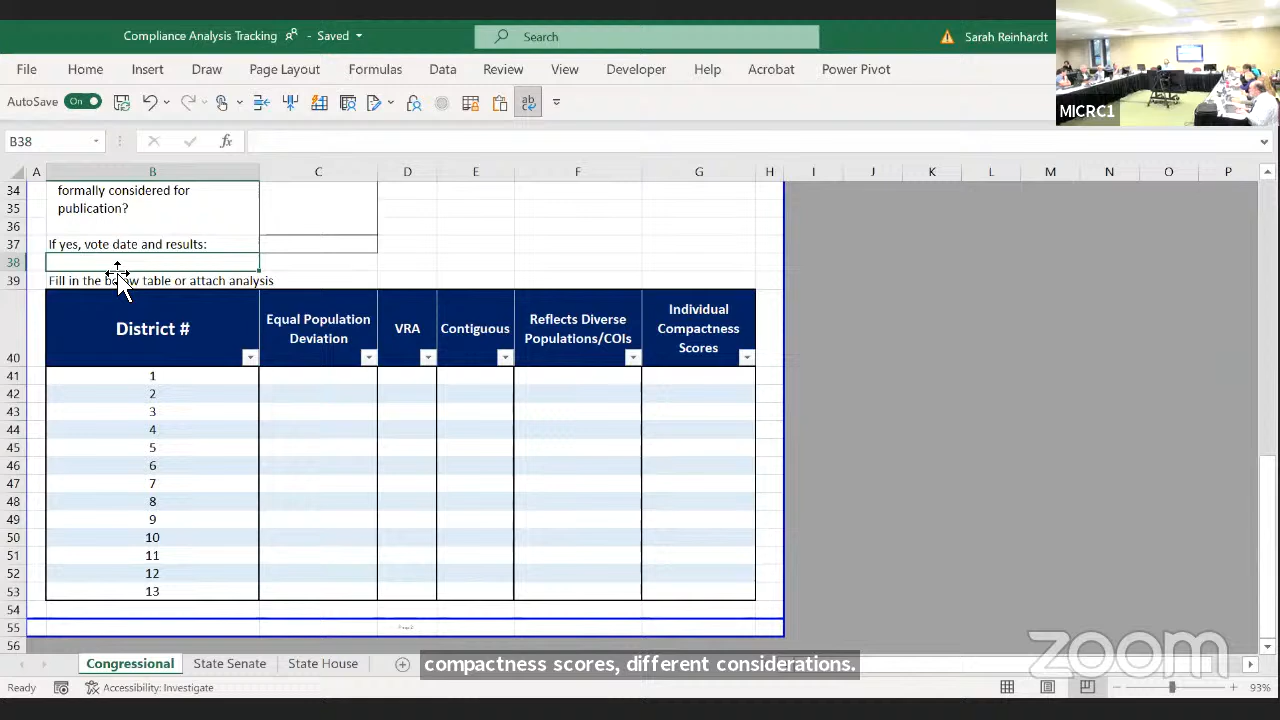 Compliance Analysis Tracking
Saved
Search
Sarah Reinhardt
File Home Insert Draw Page Layout Formulas Data Review View Developer Help Acrobat Power Pivot
AutoSave On
MICRC1
B38
fx
A B C D E F G H I J K L M N O P
34 formally considered for
35 publication?
36
37 If yes, vote date and results:
38
39 Fill in the below table or attach analysis
40 District # Equal Population Deviation VRA Contiguous Reflects Diverse Populations/COIs Individual Compactness Scores
41 1
42 2
43 3
44 4
45 5
46 6
47 7
48 8
49 9
50 10
51 11
52 12
53 13
54
55
56
zoom
Congressional State Senate State House
compactness scores, different considerations.
Ready Accessibility: Investigate 93%